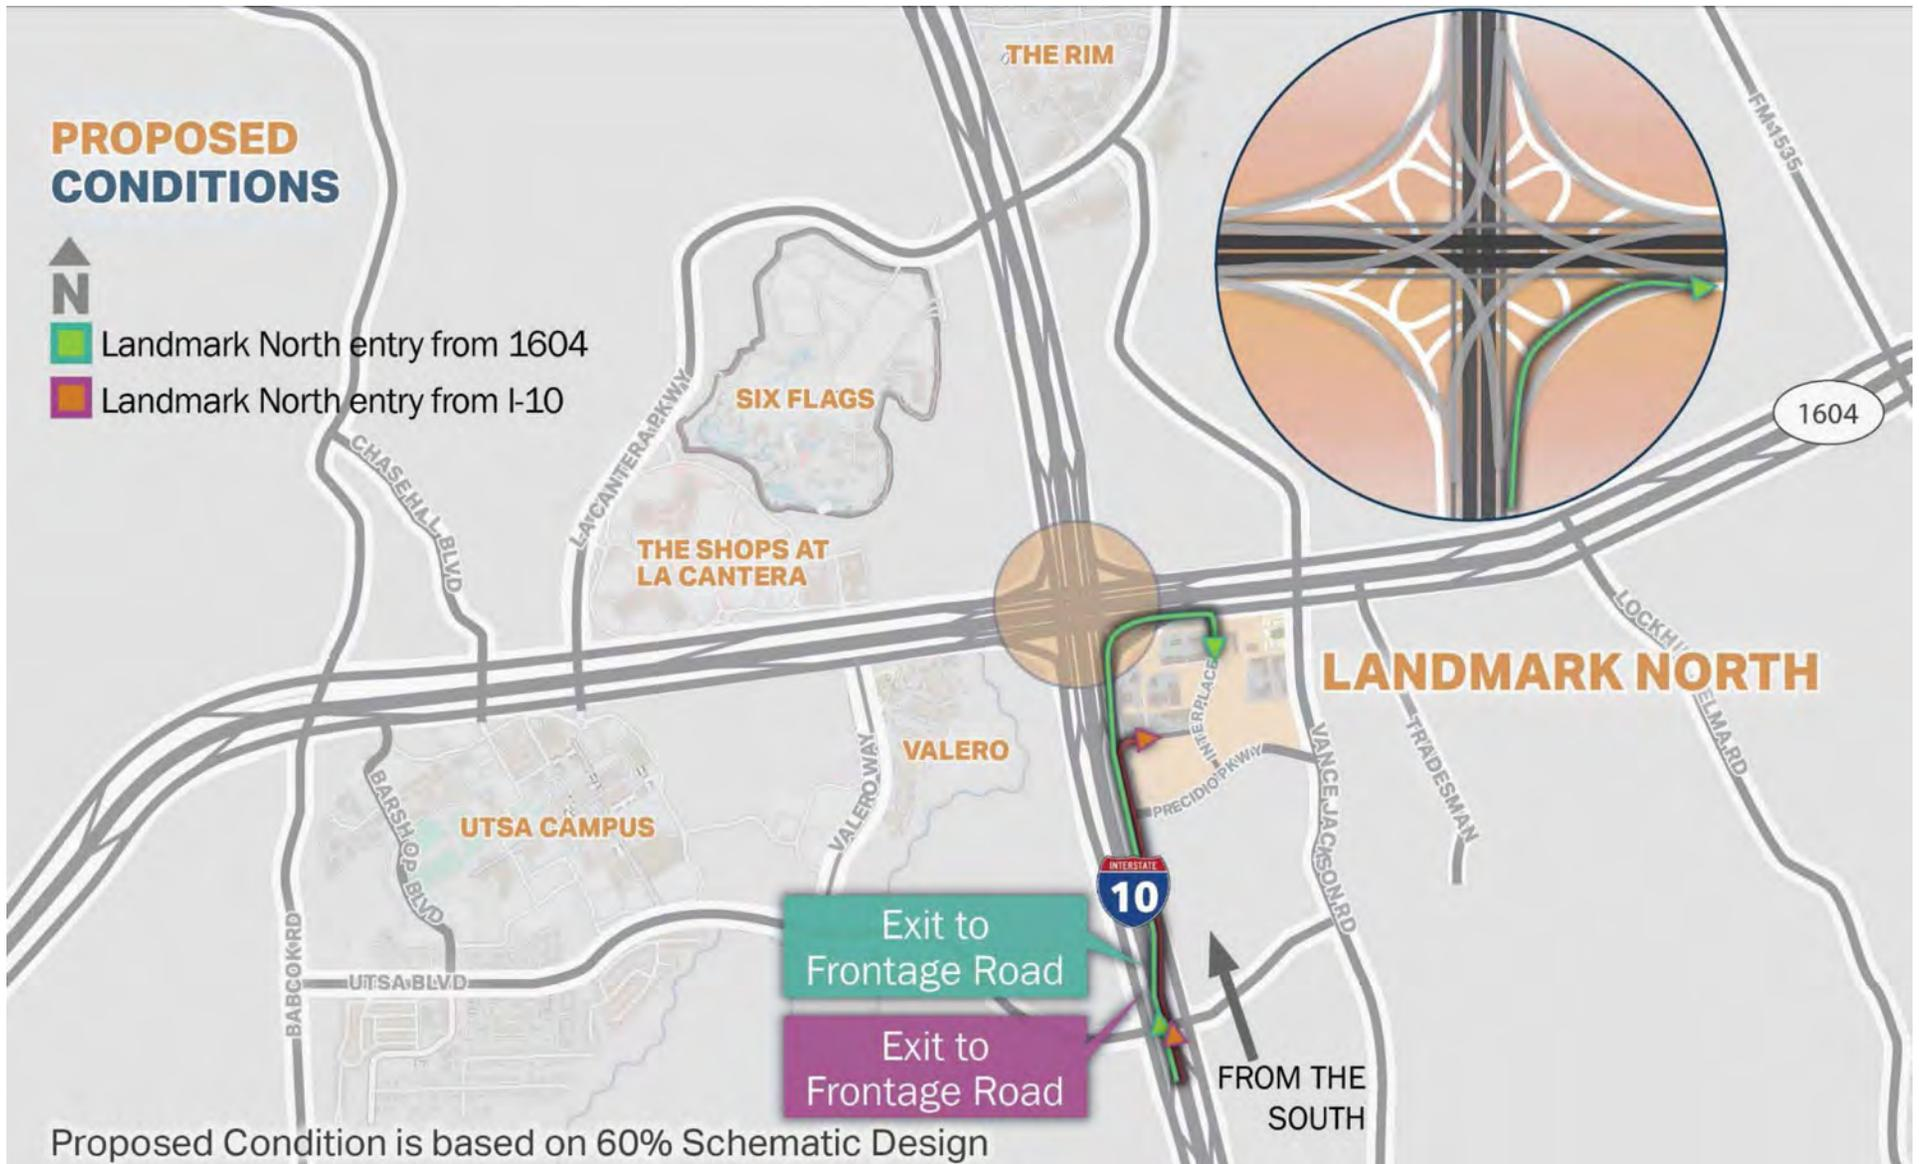 THE RIM
PROPOSED
CONDITIONS
N
Landmark North entry from 1604
Landmark North entry from I-10
FM 1535
SIX FLAGS
1604
LA CANTERA PKWY
CHASE HILL BLVD
THE SHOPS AT
LA CANTERA
LOCKHILL SELMA RD
LANDMARK NORTH
INTERPLACE
VALERO
VALERO WAY
PRECIDIO PKWY
VANCE JACKSON RD
TRADESMAN
UTSA CAMPUS
BARSHOP BLVD
INTERSTATE
10
Exit to
Frontage Road
BABCOCK RD
UTSA BLVD
Exit to
Frontage Road
FROM THE
SOUTH
Proposed Condition is based on 60% Schematic Design